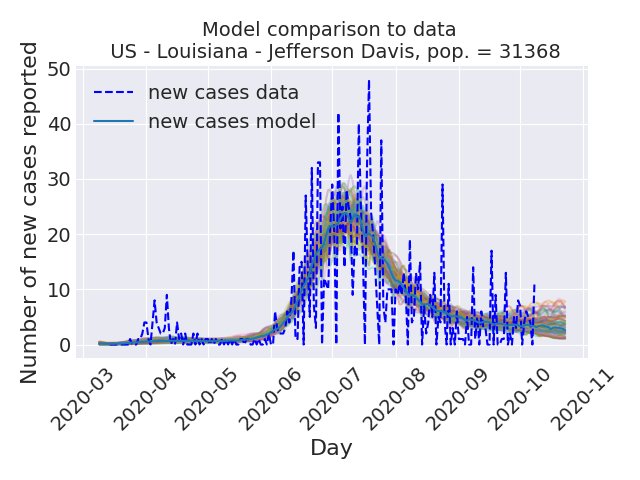 Model comparison to data
US - Louisiana - Jefferson Davis, pop. = 31368
Number of new cases reported
50
40
30
20
10
0
new cases data
new cases model
2020-03
2020-04
2020-05
2020-06
2020-07
2020-08
2020-09
2020-10
2020-11
Day